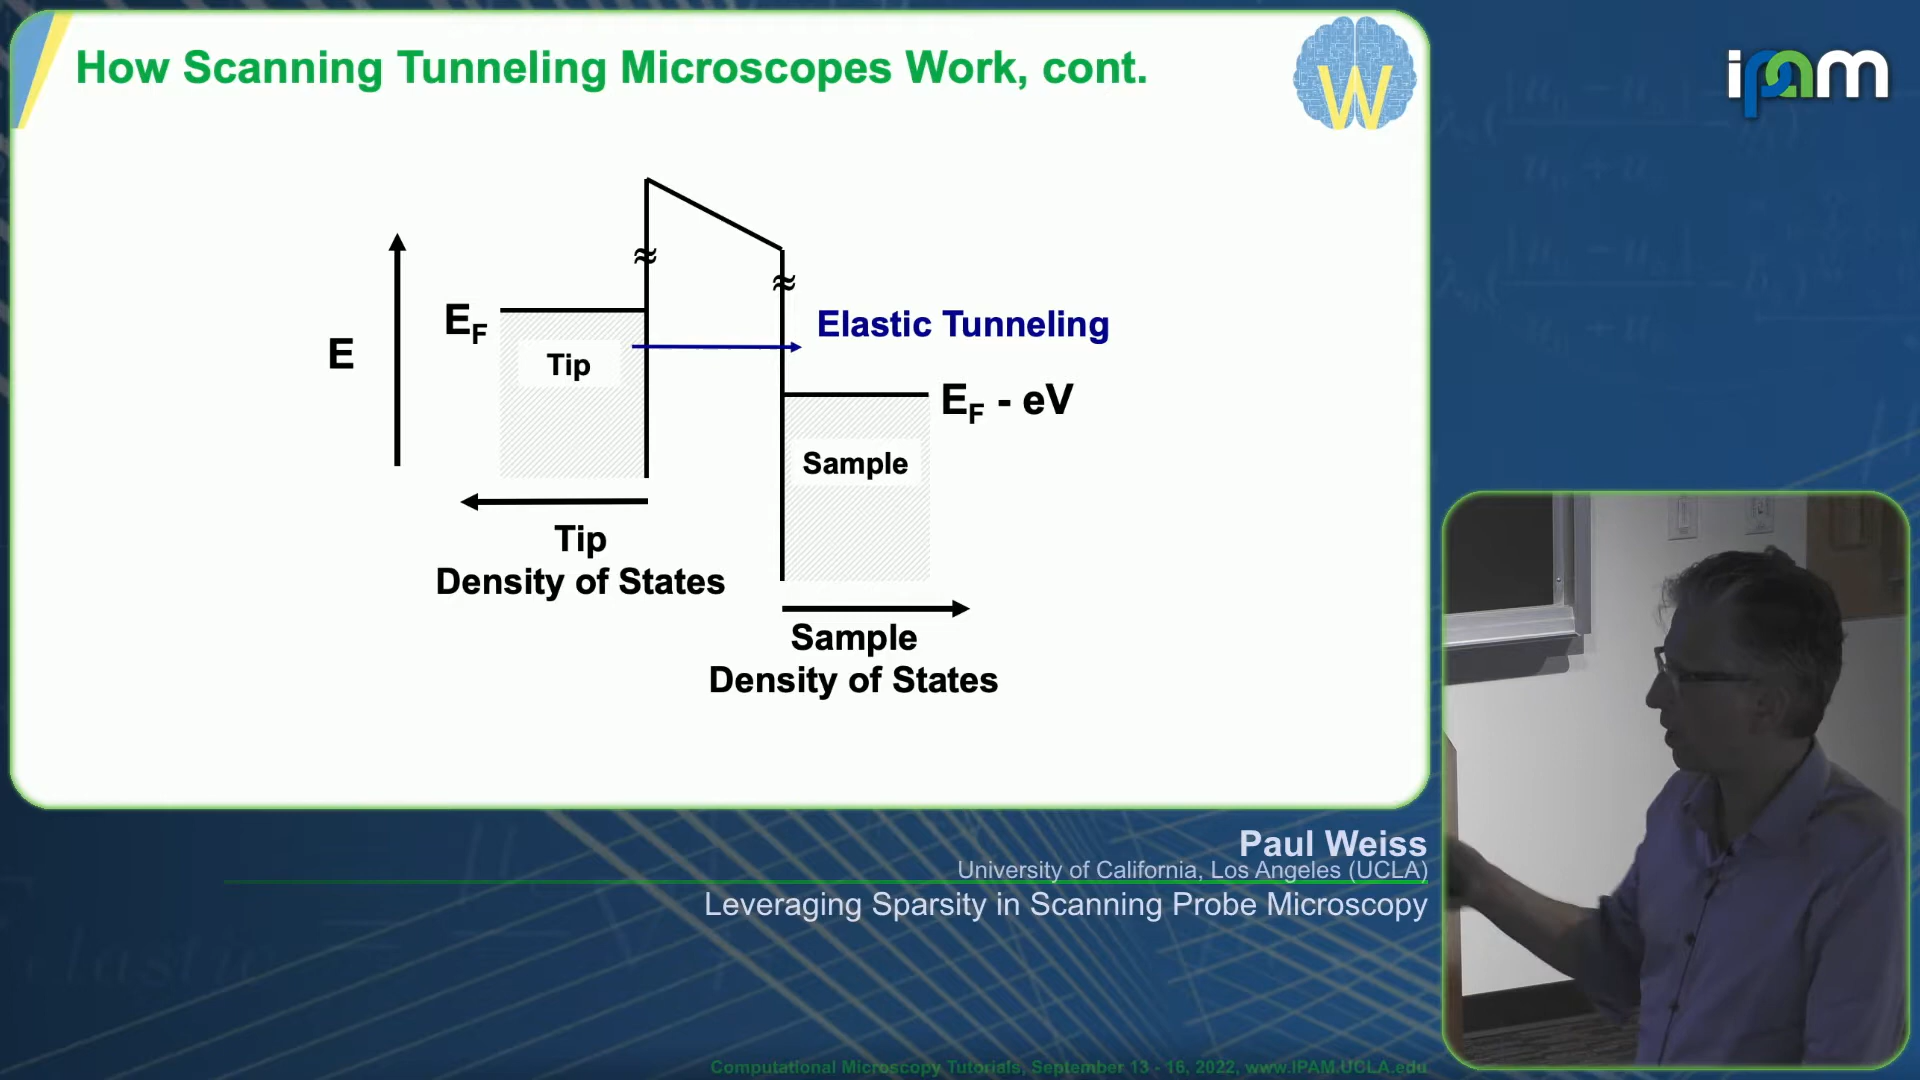 How Scanning Tunneling Microscopes Work, cont.
W
ipam
E
EF
Tip
Elastic Tunneling
EF - eV
Sample
Tip
Density of States
Sample
Density of States
Paul Weiss
University of California, Los Angeles (UCLA)
Leveraging Sparsity in Scanning Probe Microscopy
Computational Microscopy Tutorials, September 13 - 16, 2022, www.IPAM.UCLA.edu